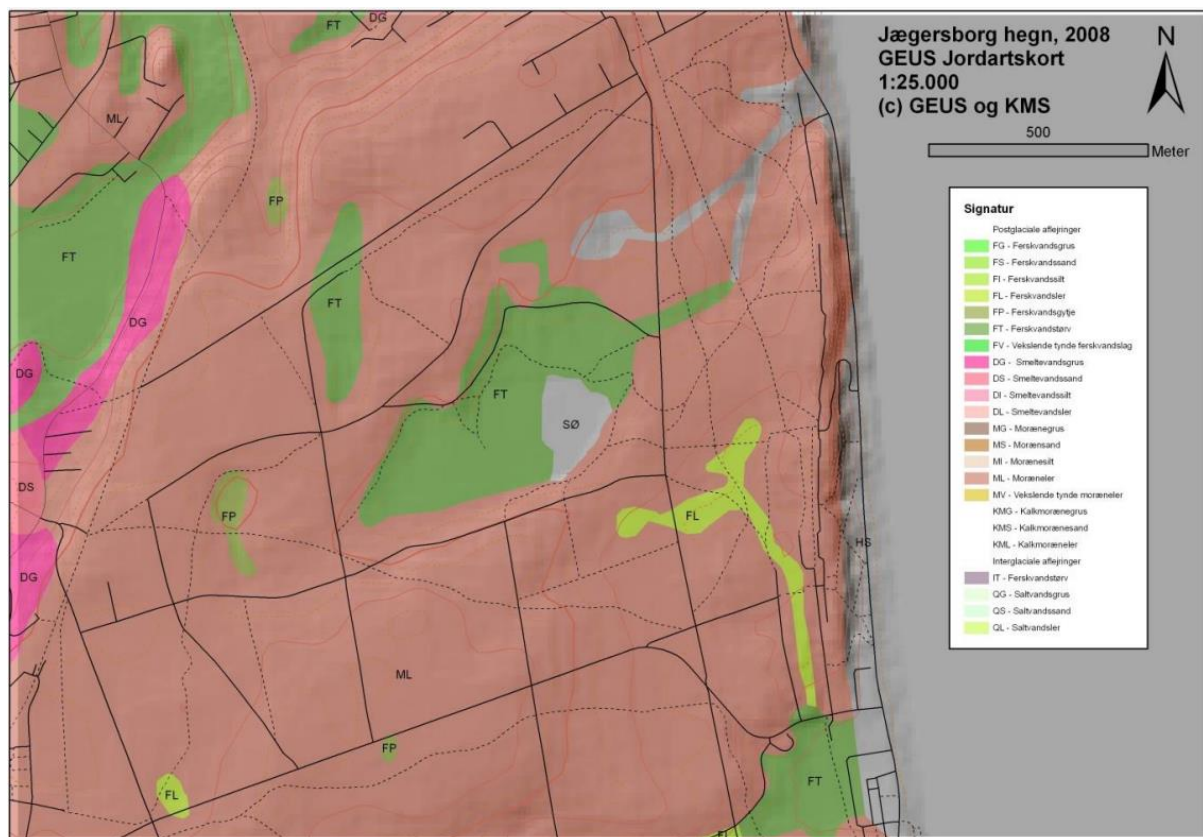 Jægersborg hegn, 2008
GEUS Jordartskort
1:25.000
(c) GEUS og KMS
N
500
Meter
Signatur
Postglaciale aflejringer
FG - Ferskvandsgrus
FS - Ferskvandssand
FI - Ferskvandssilt
FL - Ferskvandsler
FP - Ferskvandsgytje
FT - Ferskvandstørv
FV - Vekslende tynde ferskvandslag
DG - Smeltevandsgrus
DS - Smeltevandssand
DI - Smeltevandssilt
DL - Smeltevandsler
MG - Morænegrus
MS - Morænsand
MI - Morænesilt
ML - Moræneler
MV - Vekslende tynde moræneler
KMG - Kalkmorænegrus
KMS - Kalkmorænesand
KML - Kalkmoræneler
Interglaciale aflejringer
IT - Ferskvandstørv
QG - Saltvandsgrus
QS - Saltvandssand
QL - Saltvandsler
DG
FT
ML
FP
FT
FT
DG
DG
FT
SØ
DS
FP
FL
HS
DG
ML
FP
FT
FL